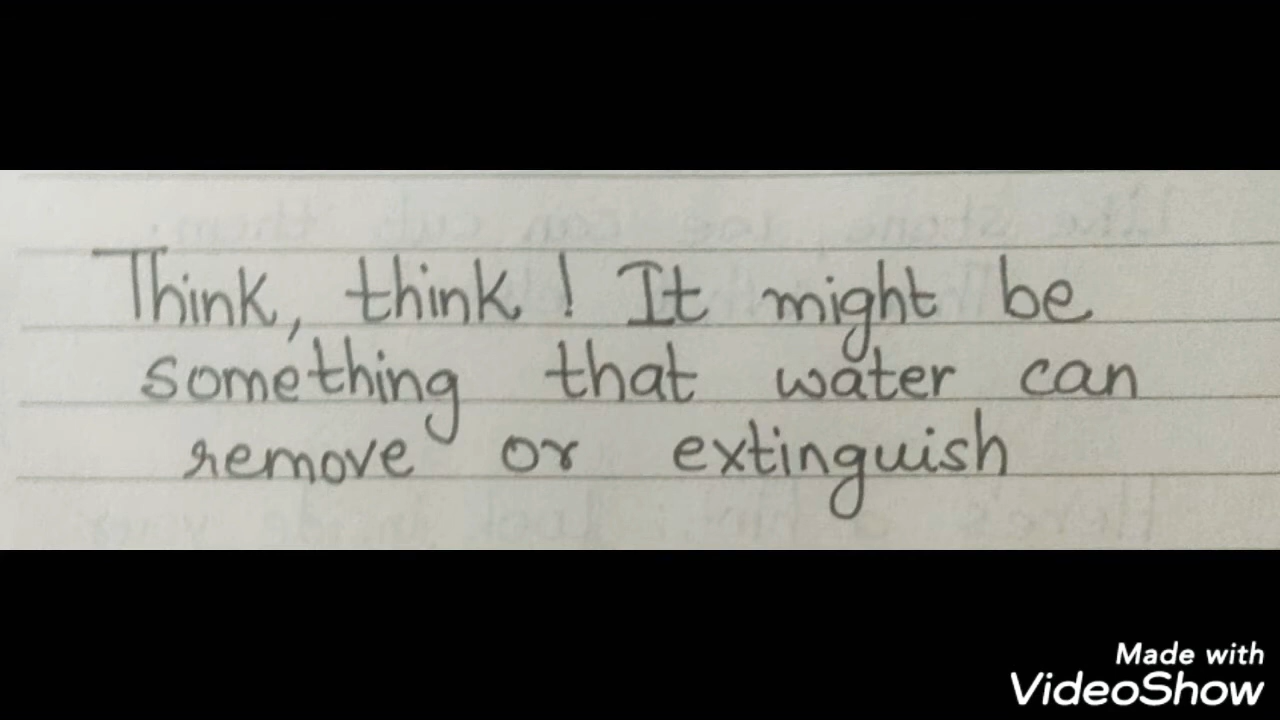 Think, think! It might be
something that water can
remove or extinguish
Made with
VideoShow